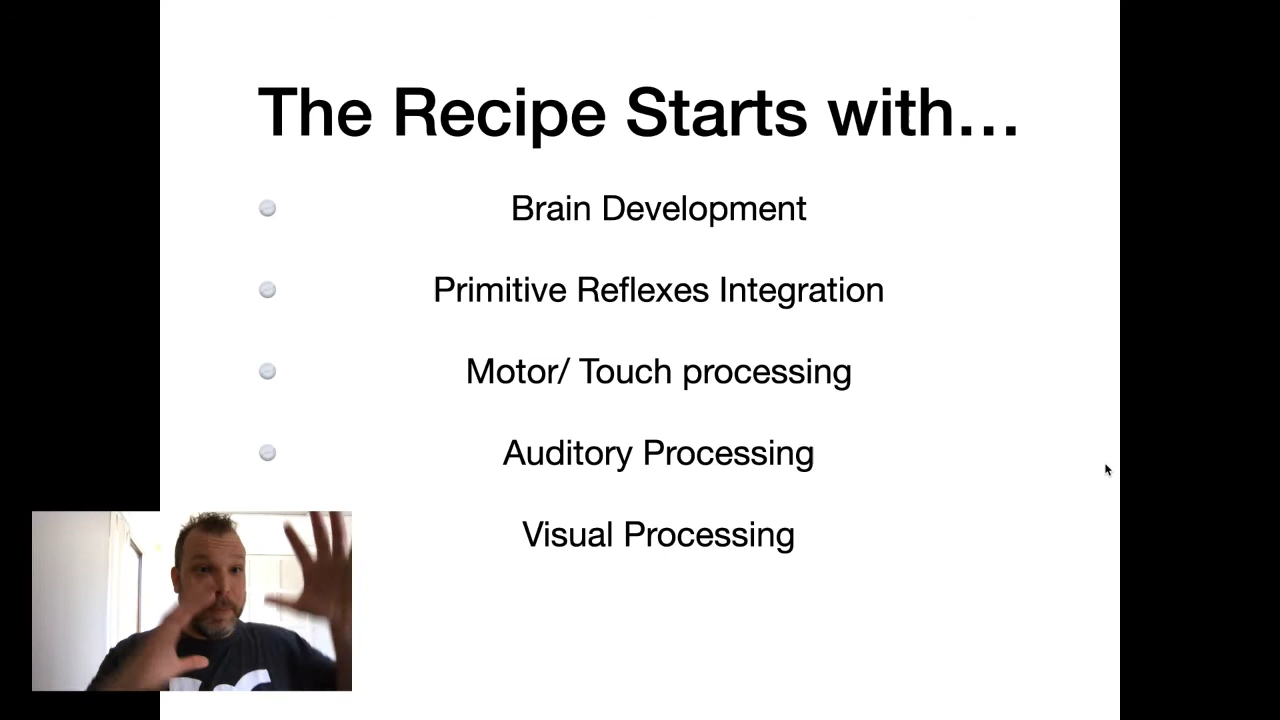 The Recipe Starts with…
Brain Development
Primitive Reflexes Integration
Motor/ Touch processing
Auditory Processing
Visual Processing